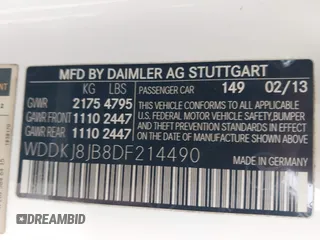 MFD BY DAIMLER AG STUTTGART
KG LBS
PASSENGER CAR 149 02/13
GVWR 2175 4795
THIS VEHICLE CONFORMS TO ALL APPLICABLE
GAWR FRONT 1110 2447
U.S. FEDERAL MOTOR VEHICLE SAFETY, BUMPER,
AND THEFT PREVENTION STANDARDS IN EFFECT
GAWR REAR 1110 2447
ON THE DATE OF MANUFACTURE SHOWN ABOVE.
WDDKJ8JB8DF214490
MADE IN GERMANY
DREAMBID